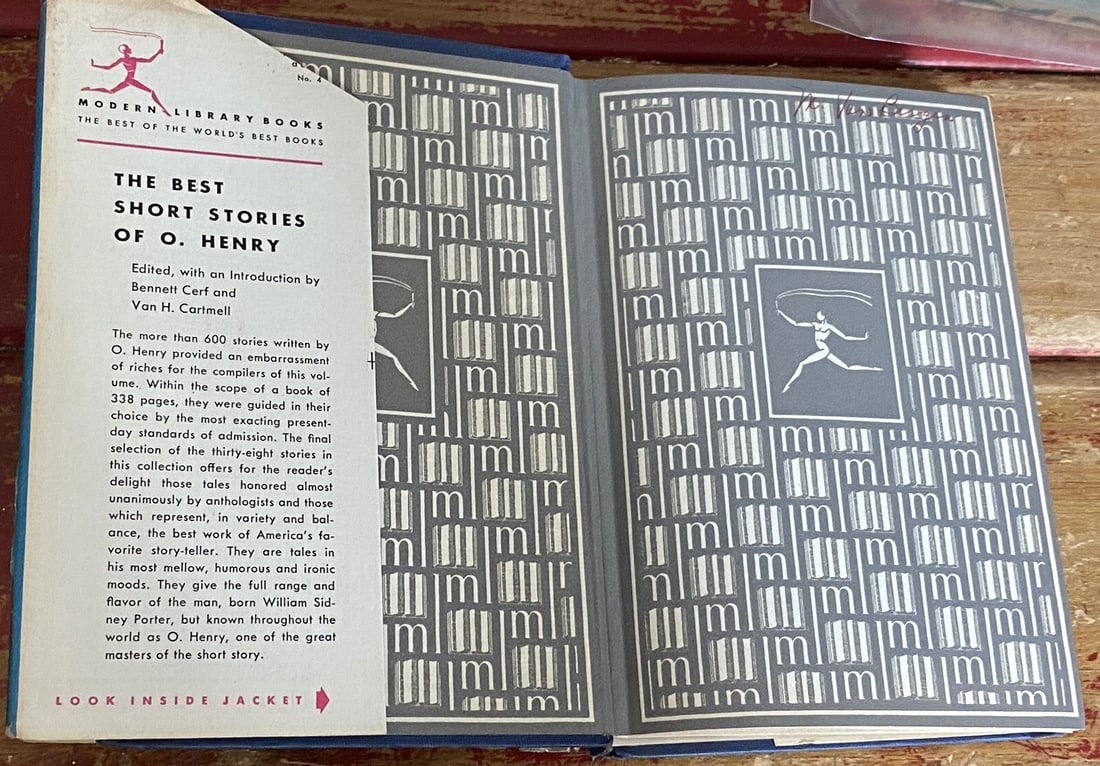 No. 4
MODERN LIBRARY BOOKS
THE BEST OF THE WORLD'S BEST BOOKS
THE BEST
SHORT STORIES
OF O. HENRY
Edited, with an Introduction by
Bennett Cerf and
Van H. Cartmell
The more than 600 stories written by
O. Henry provided an embarrassment
of riches for the compilers of this vol-
ume. Within the scope of a book of
338 pages, they were guided in their
choice by the most exacting present-
day standards of admission. The final
selection of the thirty-eight stories in
this collection offers for the reader's
delight those tales honored almost
unanimously by anthologists and those
which represent, in variety and bal-
ance, the best work of America's fa-
vorite story-teller. They are tales in
his most mellow, humorous and ironic
moods. They give the full range and
flavor of the man, born William Sid-
ney Porter, but known throughout the
world as O. Henry, one of the great
masters of the short story.
LOOK INSIDE JACKET